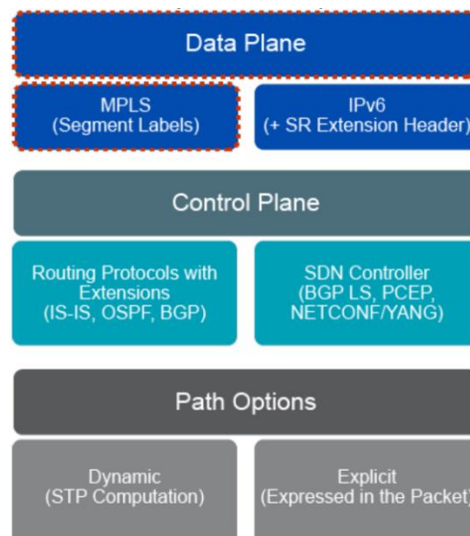 Data Plane
MPLS
(Segment Labels)
IPv6
(+ SR Extension Header)
Control Plane
Routing Protocols with
Extensions
(IS-IS, OSPF, BGP)
SDN Controller
(BGP LS, PCEP,
NETCONF/YANG)
Path Options
Dynamic
(STP Computation)
Explicit
(Expressed in the Packet)